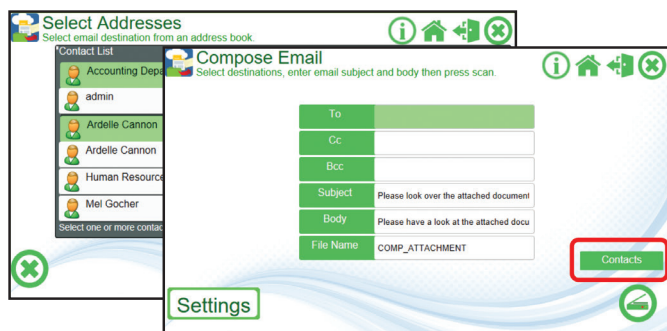 Select Addresses
Select email destination from an address book.
*Contact List
Accounting Depa
admin
Ardelle Cannon
Ardelle Cannon
Human Resource
Mel Gocher
Select one or more contac
Compose Email
Select destinations, enter email subject and body then press scan.
To
Cc
Bcc
Subject
Please look over the attached document
Body
Please have a look at the attached docu
File Name
COMP_ATTACHMENT
Contacts
Settings